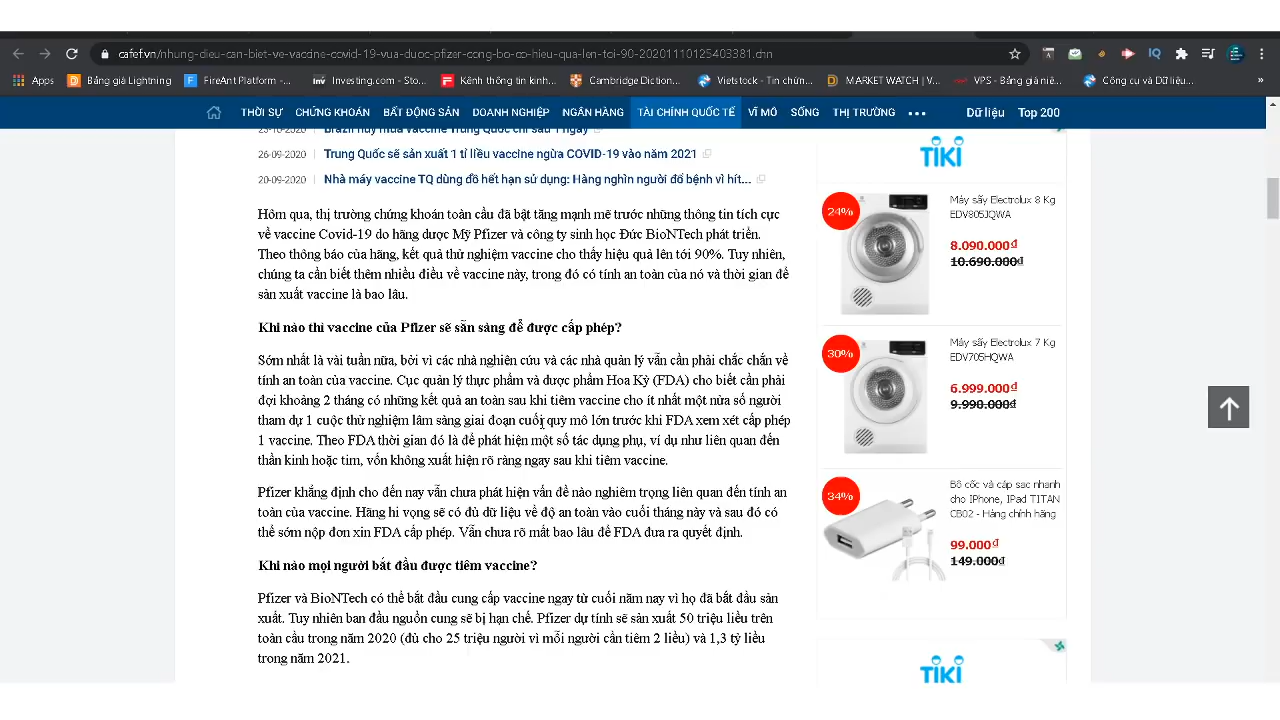 cafef.vn/nhung-dieu-can-biet-ve-vaccine-covid-19-vua-duoc-pfizer-cong-bo-co-hieu-qua-len-toi-90-20201110125403381.chn
Apps Bảng giá Lightning FireAnt Platform -... Investing.com - Sto... Kênh thông tin kinh... Cambridge Diction... Vietstock - Tin chứn... MARKET WATCH | V... VPS - Bảng giá niê... Công cụ và Dữ liệu... »
THỜI SỰ CHỨNG KHOÁN BẤT ĐỘNG SẢN DOANH NGHIỆP NGÂN HÀNG TÀI CHÍNH QUỐC TẾ VĨ MÔ SỐNG THỊ TRƯỜNG ••• Dữ liệu Top 200
23-10-2020 Brazil hủy mua vaccine Trung Quốc chỉ sau 1 ngày
26-09-2020 Trung Quốc sẽ sản xuất 1 tỉ liều vaccine ngừa COVID-19 vào năm 2021
20-09-2020 Nhà máy vaccine TQ dùng đồ hết hạn sử dụng: Hàng nghìn người đổ bệnh vì hít...
Hôm qua, thị trường chứng khoán toàn cầu đã bật tăng mạnh mẽ trước những thông tin tích cực
về vaccine Covid-19 do hãng dược Mỹ Pfizer và công ty sinh học Đức BioNTech phát triển.
Theo thông báo của hãng, kết quả thử nghiệm vaccine cho thấy hiệu quả lên tới 90%. Tuy nhiên,
chúng ta cần biết thêm nhiều điều về vaccine này, trong đó có tính an toàn của nó và thời gian để
sản xuất vaccine là bao lâu.
Khi nào thì vaccine của Pfizer sẽ sẵn sàng để được cấp phép?
Sớm nhất là vài tuần nữa, bởi vì các nhà nghiên cứu và các nhà quản lý vẫn cần phải chắc chắn về
tính an toàn của vaccine. Cục quản lý thực phẩm và dược phẩm Hoa Kỳ (FDA) cho biết cần phải
đợi khoảng 2 tháng có những kết quả an toàn sau khi tiêm vaccine cho ít nhất một nửa số người
tham dự 1 cuộc thử nghiệm lâm sàng giai đoạn cuối quy mô lớn trước khi FDA xem xét cấp phép
1 vaccine. Theo FDA thời gian đó là để phát hiện một số tác dụng phụ, ví dụ như liên quan đến
thần kinh hoặc tim, vốn không xuất hiện rõ ràng ngay sau khi tiêm vaccine.
Pfizer khẳng định cho đến nay vẫn chưa phát hiện vấn đề nào nghiêm trọng liên quan đến tính an
toàn của vaccine. Hãng hi vọng sẽ có đủ dữ liệu về độ an toàn vào cuối tháng này và sau đó có
thể sớm nộp đơn xin FDA cấp phép. Vẫn chưa rõ mất bao lâu để FDA đưa ra quyết định.
Khi nào mọi người bắt đầu được tiêm vaccine?
Pfizer và BioNTech có thể bắt đầu cung cấp vaccine ngay từ cuối năm nay vì họ đã bắt đầu sản
xuất. Tuy nhiên ban đầu nguồn cung sẽ bị hạn chế. Pfizer dự tính sẽ sản xuất 50 triệu liều trên
toàn cầu trong năm 2020 (đủ cho 25 triệu người vì mỗi người cần tiêm 2 liều) và 1,3 tỷ liều
trong năm 2021.
TIKI
24%
Máy sấy Electrolux 8 Kg
EDV805JQWA
8.090.000₫
10.690.000₫
30%
Máy sấy Electrolux 7 Kg
EDV705HQWA
6.999.000₫
9.990.000₫
34%
Bộ cốc và cáp sạc nhanh
cho IPhone, IPad TITAN
CB02 - Hàng chính hãng
99.000₫
149.000₫
TIKI